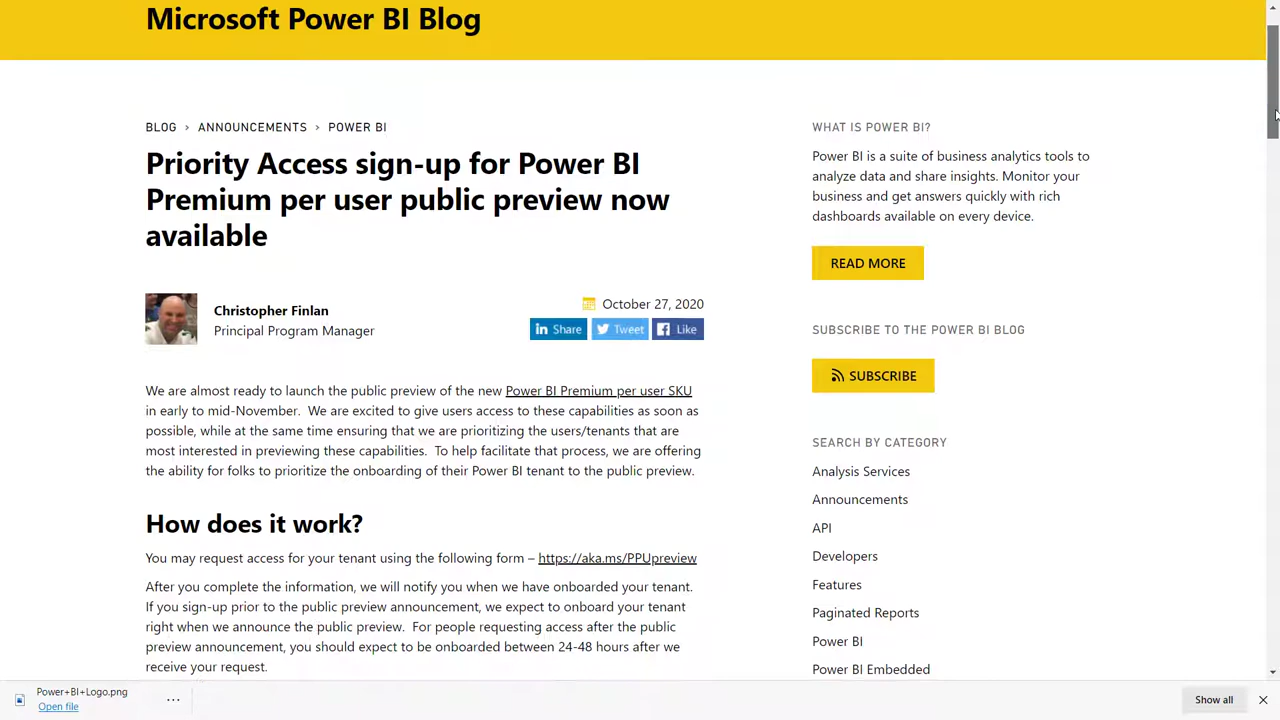 Microsoft Power BI Blog
BLOG › ANNOUNCEMENTS › POWER BI
Priority Access sign-up for Power BI
Premium per user public preview now
available
Christopher Finlan
Principal Program Manager
October 27, 2020
Share
Tweet
Like
We are almost ready to launch the public preview of the new Power BI Premium per user SKU
in early to mid-November. We are excited to give users access to these capabilities as soon as
possible, while at the same time ensuring that we are prioritizing the users/tenants that are
most interested in previewing these capabilities. To help facilitate that process, we are offering
the ability for folks to prioritize the onboarding of their Power BI tenant to the public preview.
How does it work?
You may request access for your tenant using the following form – https://aka.ms/PPUpreview
After you complete the information, we will notify you when we have onboarded your tenant.
If you sign-up prior to the public preview announcement, we expect to onboard your tenant
right when we announce the public preview. For people requesting access after the public
preview announcement, you should expect to be onboarded between 24-48 hours after we
receive your request.
WHAT IS POWER BI?
Power BI is a suite of business analytics tools to
analyze data and share insights. Monitor your
business and get answers quickly with rich
dashboards available on every device.
READ MORE
SUBSCRIBE TO THE POWER BI BLOG
SUBSCRIBE
SEARCH BY CATEGORY
Analysis Services
Announcements
API
Developers
Features
Paginated Reports
Power BI
Power BI Embedded
Power+BI+Logo.png
Open file
Show all